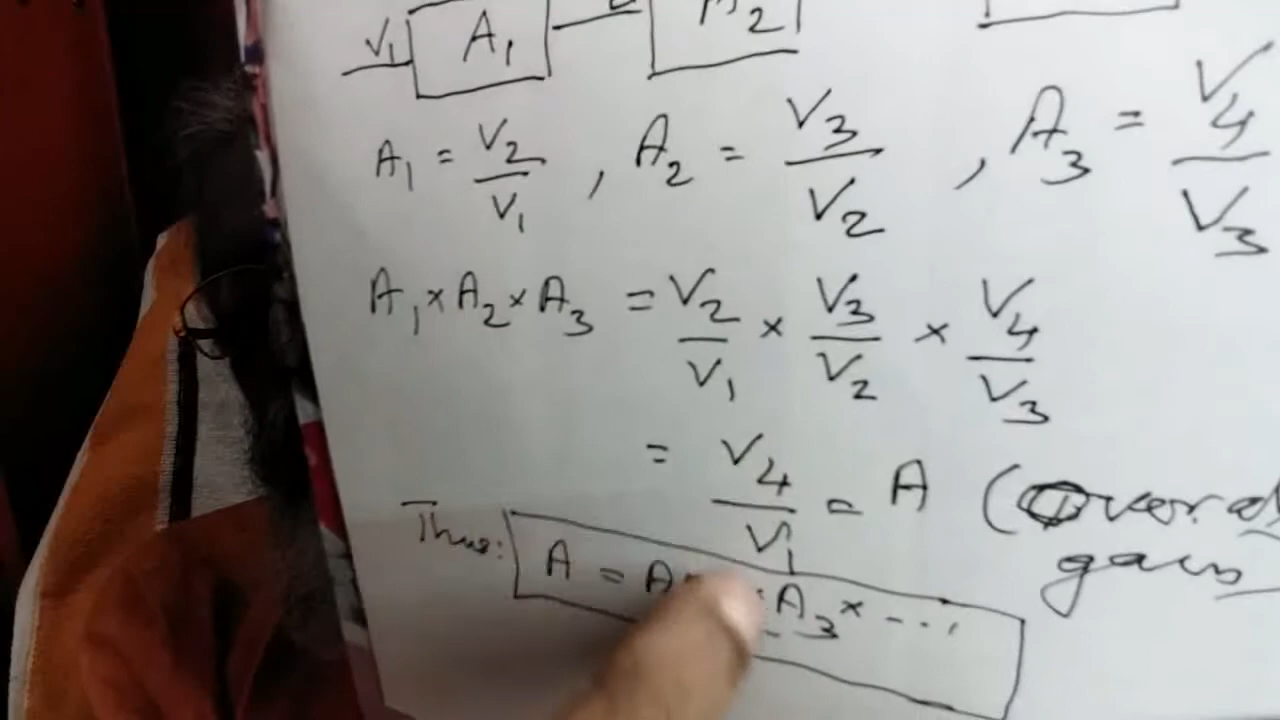 V1 A1 A2
A1 = V2/V1 , A2 = V3/V2 , A3 = V4/V3
A1 × A2 × A3 = V2/V1 × V3/V2 × V4/V3
= V4/V1 = A (Overall
gain
Thus: A = A × A3 × ...